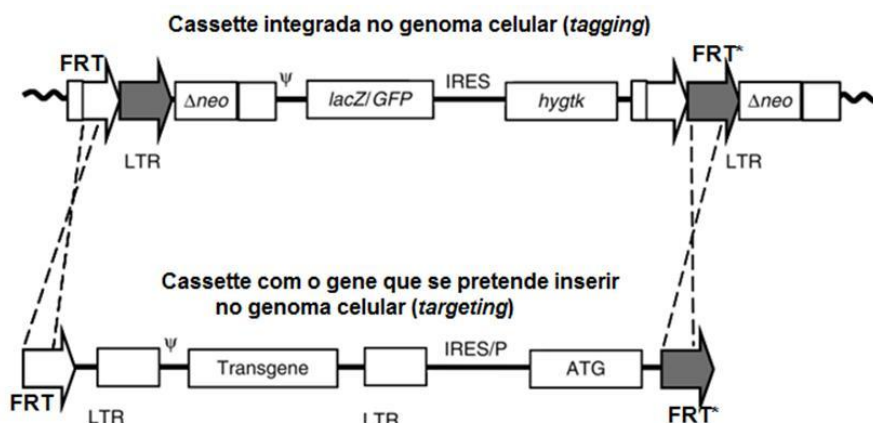 Cassette integrada no genoma celular (tagging)
FRT
FRT*
Δneo
ψ
lacZ/GFP
IRES
hygtk
Δneo
LTR
LTR
Cassette com o gene que se pretende inserir
no genoma celular (targeting)
ψ
Transgene
IRES/P
ATG
FRT
LTR
LTR
FRT*